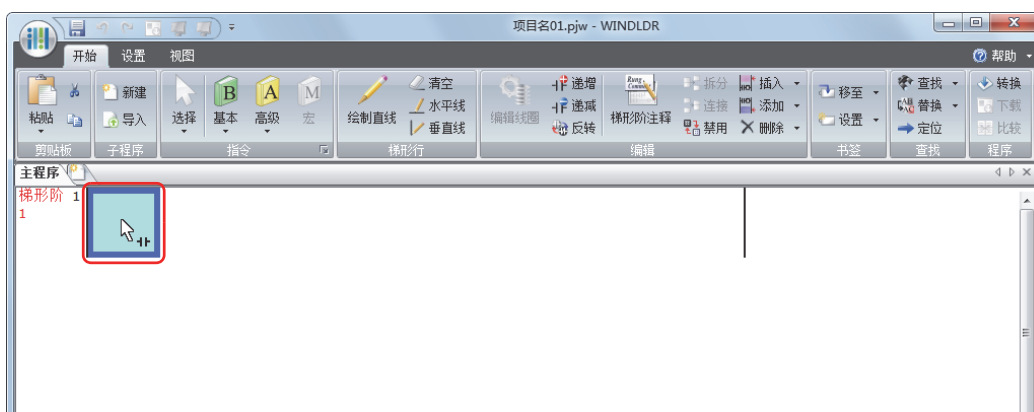 项目名01.pjw - WINDLDR
开始 设置 视图 帮助
粘贴
剪贴板
新建
导入
子程序
选择 基本 高级 宏
指令
绘制直线
清空
水平线
垂直线
梯形行
编辑线圈
递增
递减
反转
梯形阶注释
拆分
连接
禁用
插入
添加
删除
编辑
移至
设置
书签
查找
替换
定位
查找
转换
下载
比较
程序
主程序
梯形阶 1
1